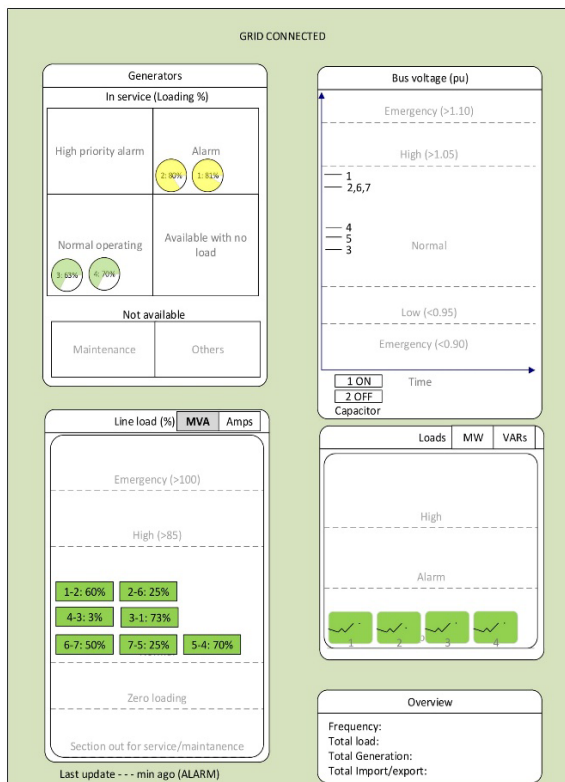 GRID CONNECTED
Generators
In service (Loading %)
High priority alarm
Alarm
2: 80%
1: 81%
Normal operating
Available with no
load
3: 63%
4: 70%
Not available
Maintenance
Others
Bus voltage (pu)
Emergency (>1.10)
High (>1.05)
1
2,6,7
4
5
3
Normal
Low (<0.95)
Emergency (<0.90)
1 ON
2 OFF
Capacitor
Time
Line load (%)
MVA
Amps
Emergency (>100)
High (>85)
1-2: 60%
2-6: 25%
4-3: 3%
3-1: 73%
6-7: 50%
7-5: 25%
5-4: 70%
Zero loading
Section out for service/maintanence
Last update - - - min ago (ALARM)
Loads
MW
VARs
High
Alarm
1
2
3
4
Overview
Frequency:
Total load:
Total Generation:
Total Import/export: